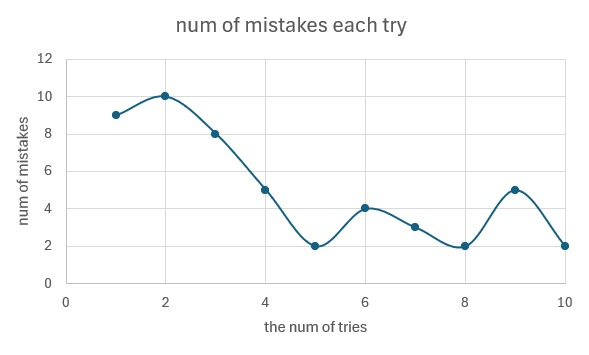 num of mistakes each try
12
10
8
6
4
2
0
num of mistakes
0 2 4 6 8 10
the num of tries